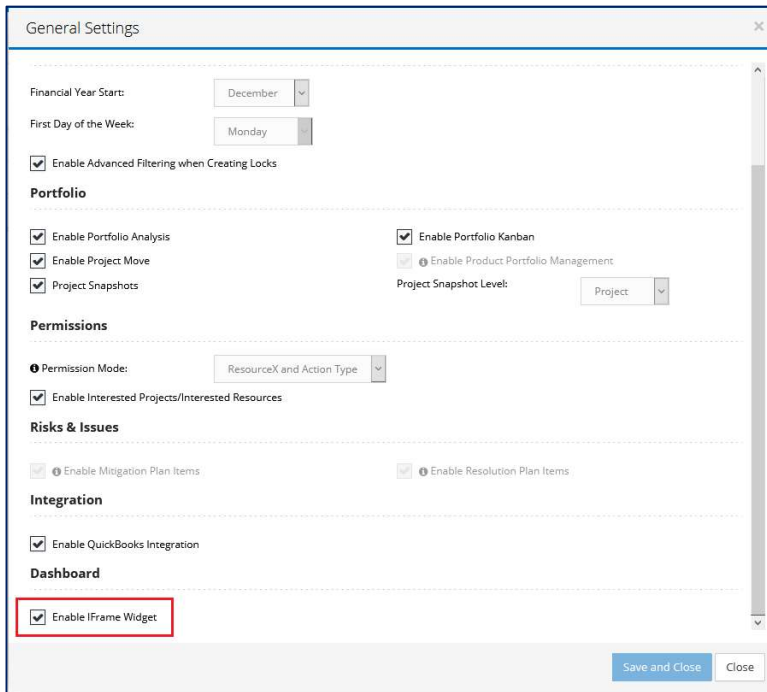 General Settings
Financial Year Start: December
First Day of the Week: Monday
Enable Advanced Filtering when Creating Locks
Portfolio
Enable Portfolio Analysis Enable Portfolio Kanban
Enable Project Move Enable Product Portfolio Management
Project Snapshots Project Snapshot Level: Project
Permissions
Permission Mode: ResourceX and Action Type
Enable Interested Projects/Interested Resources
Risks & Issues
Enable Mitigation Plan Items Enable Resolution Plan Items
Integration
Enable QuickBooks Integration
Dashboard
Enable IFrame Widget
Save and Close Close